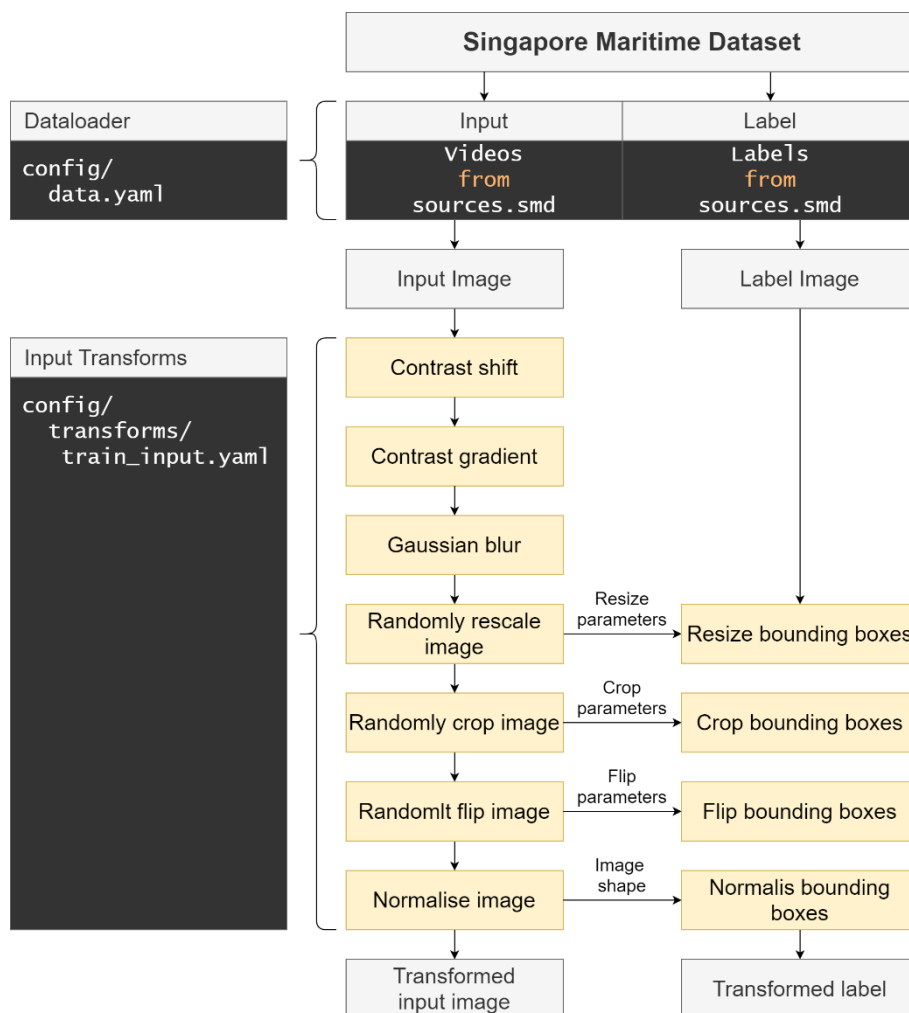 Singapore Maritime Dataset
Dataloader
config/
data.yaml
Input
Label
Videos
from
sources.smd
Labels
from
sources.smd
Input Image
Label Image
Input Transforms
config/
transforms/
train_input.yaml
Contrast shift
Contrast gradient
Gaussian blur
Randomly rescale
image
Resize
parameters
Resize bounding boxes
Randomly crop image
Crop
parameters
Crop bounding boxes
Randomlt flip image
Flip
parameters
Flip bounding boxes
Normalise image
Image
shape
Normalis bounding
boxes
Transformed
input image
Transformed label